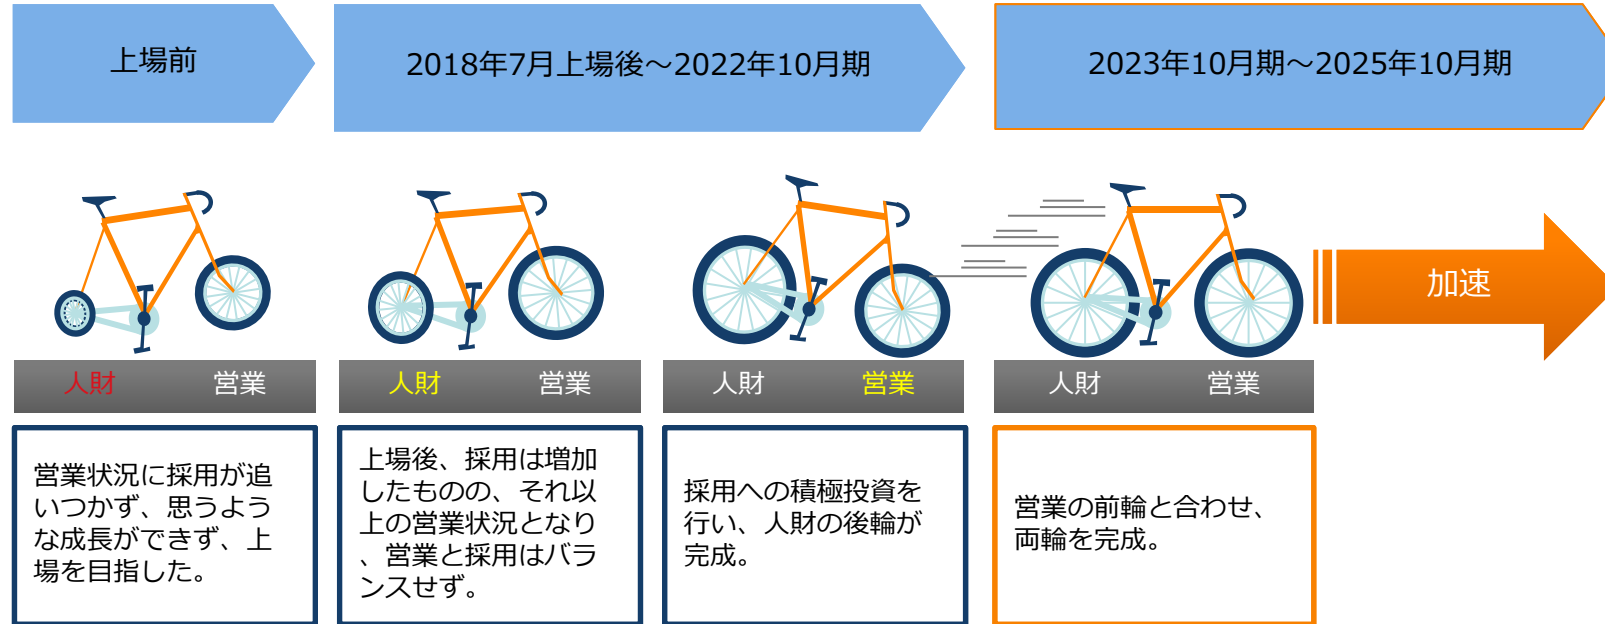 上場前
2018年7月上場後～2022年10月期
2023年10月期～2025年10月期
加速
人財 営業
人財 営業
人財 営業
人財 営業
営業状況に採用が追
いつかず、思うよう
な成長ができず、上
場を目指した。
上場後、採用は増加
したものの、それ以
上の営業状況となり
、営業と採用はバラ
ンスせず。
採用への積極投資を
行い、人財の後輪が
完成。
営業の前輪と合わせ、
両輪を完成。